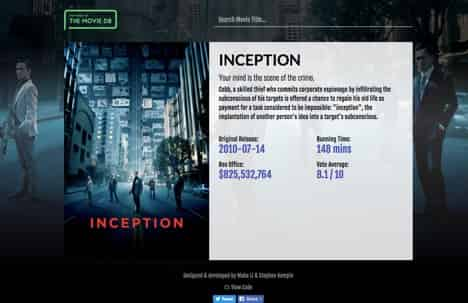 THE MOVIE DB
Search Movie Title...
INCEPTION
Your mind is the scene of the crime.
Cobb, a skilled thief who commits corporate espionage by infiltrating the
subconscious of his targets is offered a chance to regain his old life as
payment for a task considered to be impossible: "inception", the
implantation of another person's idea into a target's subconscious.
Original Release: Running Time:
2010-07-14 148 mins
Box Office: Vote Average:
$825,532,764 8.1 / 10
INCEPTION
designed & developed by Waka Li & Stephen Kempin
View Code
Tweet Share